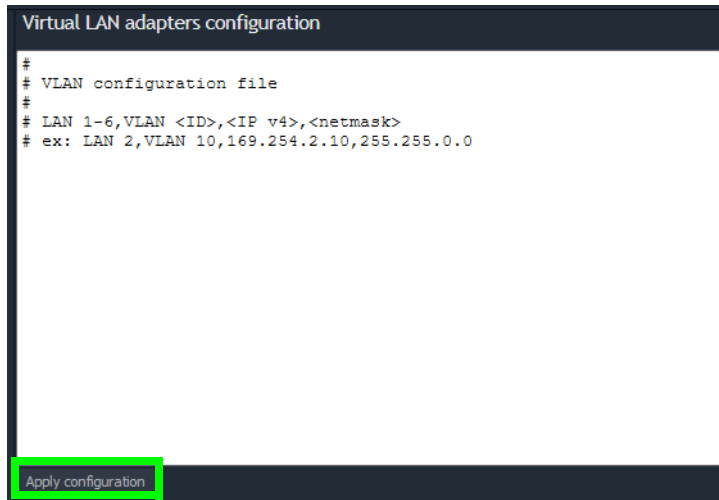 Virtual LAN adapters configuration
#
# VLAN configuration file
#
# LAN 1-6,VLAN <ID>,<IP v4>,<netmask>
# ex: LAN 2,VLAN 10,169.254.2.10,255.255.0.0
Apply configuration